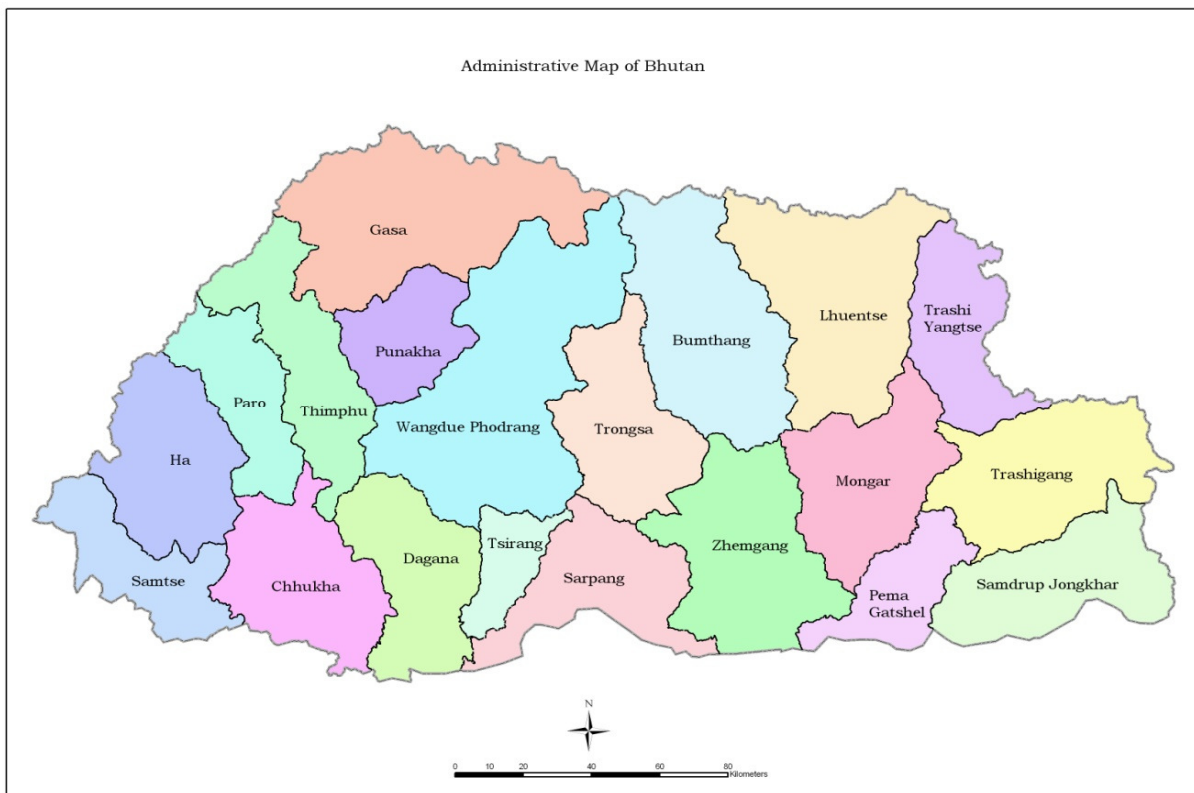 Administrative Map of Bhutan
Gasa
Punakha
Lhuentse
Trashi
Yangtse
Bumthang
Paro
Thimphu
Wangdue Phodrang
Trongsa
Ha
Mongar
Trashigang
Tsirang
Zhemgang
Dagana
Samtse
Chhukha
Sarpang
Samdrup Jongkhar
Pema
Gatshel
N
0 10 20 40 60 80
Kilometers